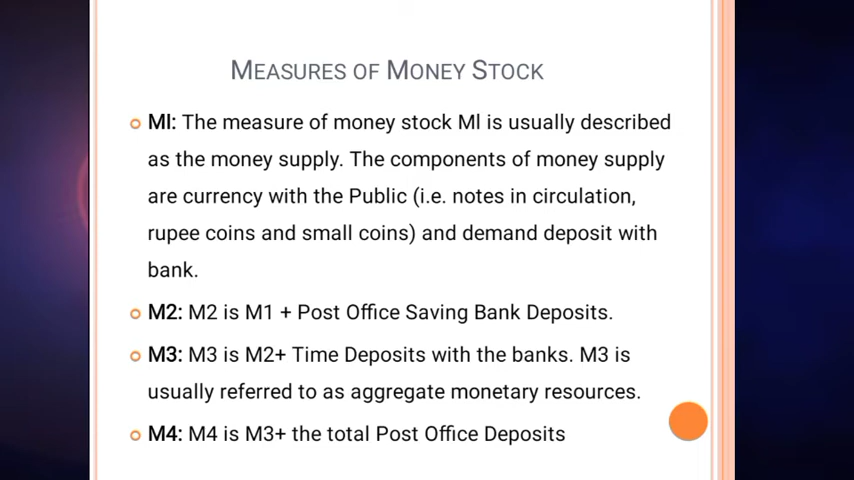 MEASURES OF MONEY STOCK
Ml: The measure of money stock Ml is usually described
as the money supply. The components of money supply
are currency with the Public (i.e. notes in circulation,
rupee coins and small coins) and demand deposit with
bank.
M2: M2 is M1 + Post Office Saving Bank Deposits.
M3: M3 is M2+ Time Deposits with the banks. M3 is
usually referred to as aggregate monetary resources.
M4: M4 is M3+ the total Post Office Deposits